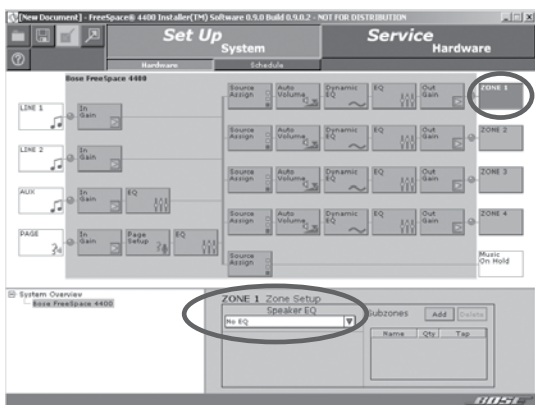 [New Document] - FreeSpace® 4400 Installer(TM) Software 0.9.0 Build 0.9.0.2 - NOT FOR DISTRIBUTION
Set Up
System
Service
Hardware
Hardware
Schedule
Bose FreeSpace 4400
LINE 1
In Gain
LINE 2
In Gain
AUX
In Gain
EQ
PAGE
In Gain
Page Setup
EQ
Source Assign
Auto Volume
Dynamic EQ
EQ
Out Gain
ZONE 1
Source Assign
Auto Volume
Dynamic EQ
EQ
Out Gain
ZONE 2
Source Assign
Auto Volume
Dynamic EQ
EQ
Out Gain
ZONE 3
Source Assign
Auto Volume
Dynamic EQ
EQ
Out Gain
ZONE 4
Source Assign
Music On Hold
System Overview
Bose FreeSpace 4400
ZONE 1 Zone Setup
Speaker EQ
No EQ
Subzones
Add
Delete
Name
Qty
Tap
BOSE